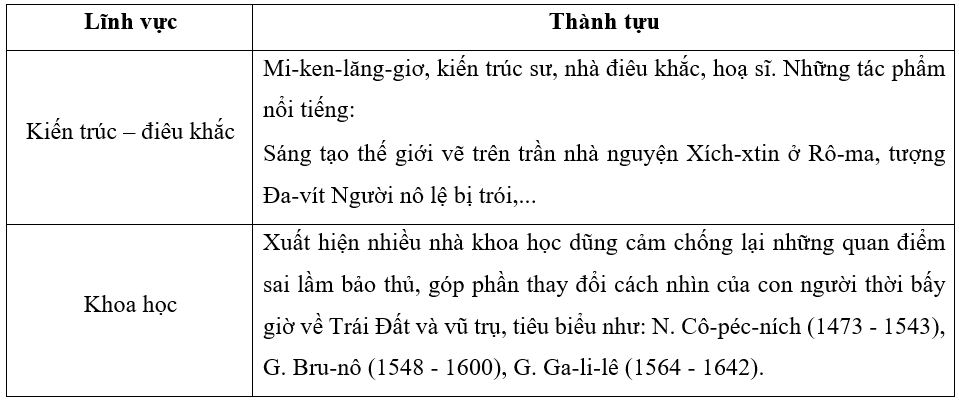 Lĩnh vực
Thành tựu
Kiến trúc – điêu khắc
Mi-ken-lăng-giơ, kiến trúc sư, nhà điêu khắc, hoạ sĩ. Những tác phẩm
nổi tiếng:
Sáng tạo thế giới vẽ trên trần nhà nguyện Xích-xtin ở Rô-ma, tượng
Đa-vít Người nô lệ bị trói,...
Khoa học
Xuất hiện nhiều nhà khoa học dũng cảm chống lại những quan điểm
sai lầm bảo thủ, góp phần thay đổi cách nhìn của con người thời bấy
giờ về Trái Đất và vũ trụ, tiêu biểu như: N. Cô-péc-ních (1473 - 1543),
G. Bru-nô (1548 - 1600), G. Ga-li-lê (1564 - 1642).